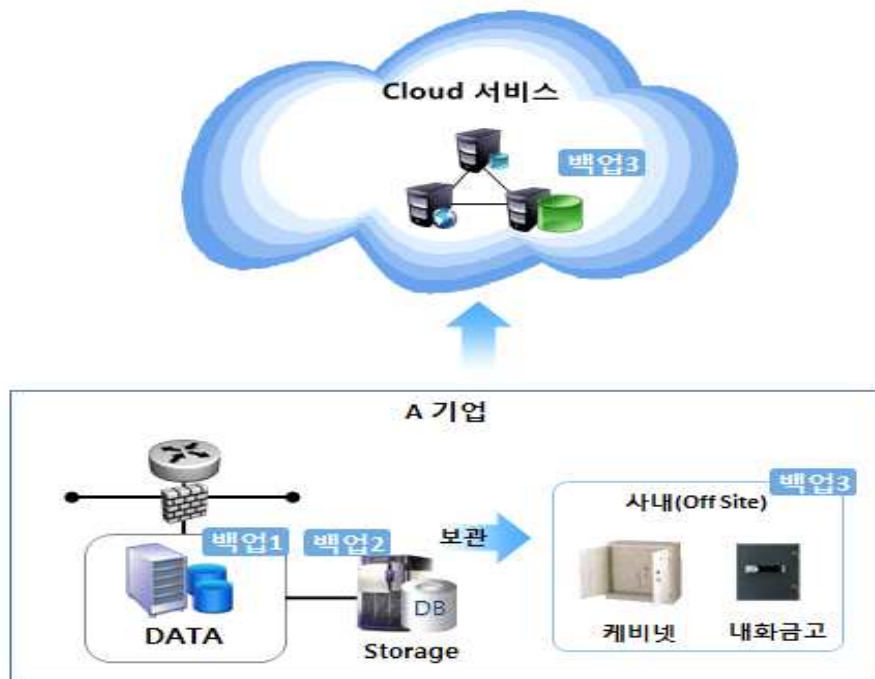 Cloud 서비스
백업3
A 기업
백업3
사내(Off Site)
백업1
백업2
보관
DB
DATA
Storage
케비넷
내화금고